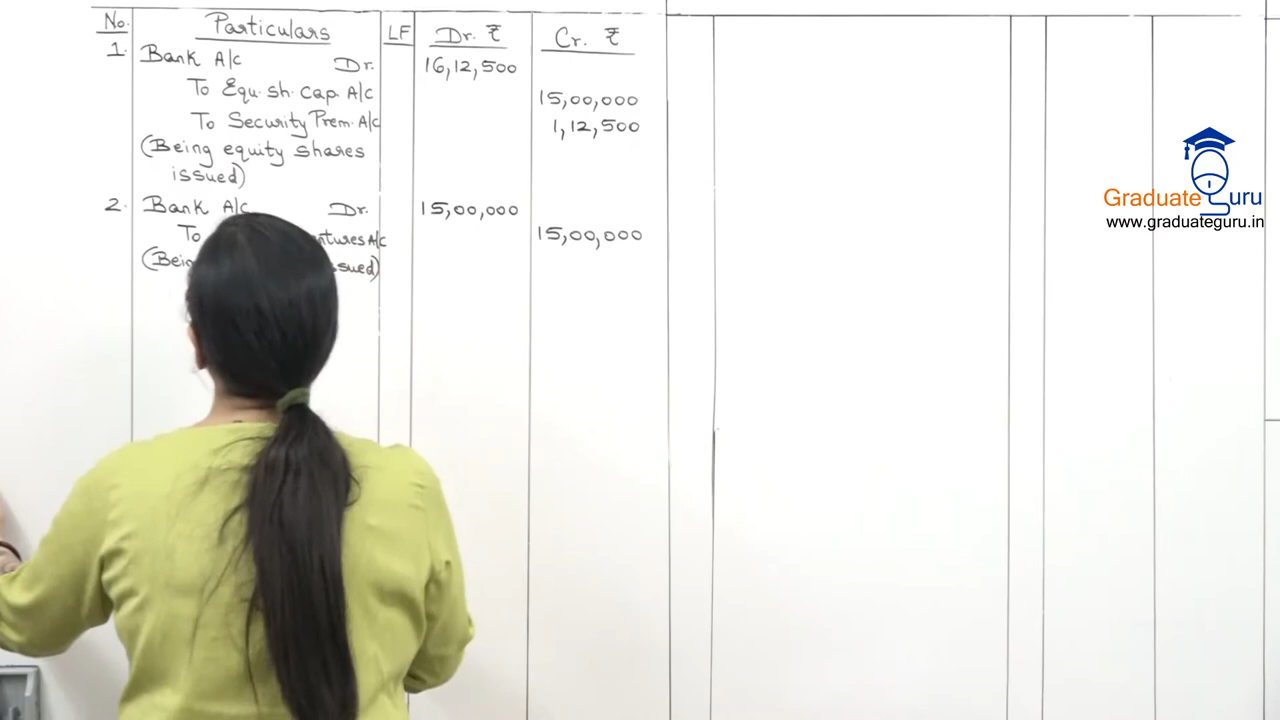 No. Particulars LF Dr. ₹ Cr. ₹
1. Bank A/c Dr. 16,12,500
To Equ. sh. cap. A/c 15,00,000
To Security Prem. A/c 1,12,500
(Being equity shares
issued)
2. Bank A/c Dr. 15,00,000
To A/c 15,00,000
Graduate Guru
www.graduateguru.in